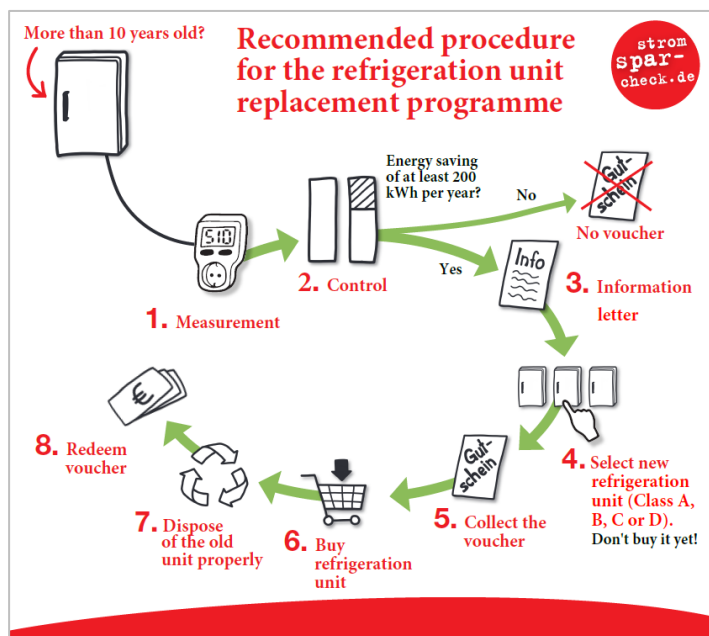 More than 10 years old?
Recommended procedure
for the refrigeration unit
replacement programme
strom
spar-
check.de
Energy saving
of at least 200
kWh per year?
No
Gut-
schein
No voucher
510
Yes
Info
1. Measurement
2. Control
3. Information
letter
4. Select new
refrigeration
unit (Class A,
B, C or D).
Don't buy it yet!
Gut-
schein
5. Collect the
voucher
6. Buy
refrigeration
unit
7. Dispose
of the old
unit properly
€
8. Redeem
voucher